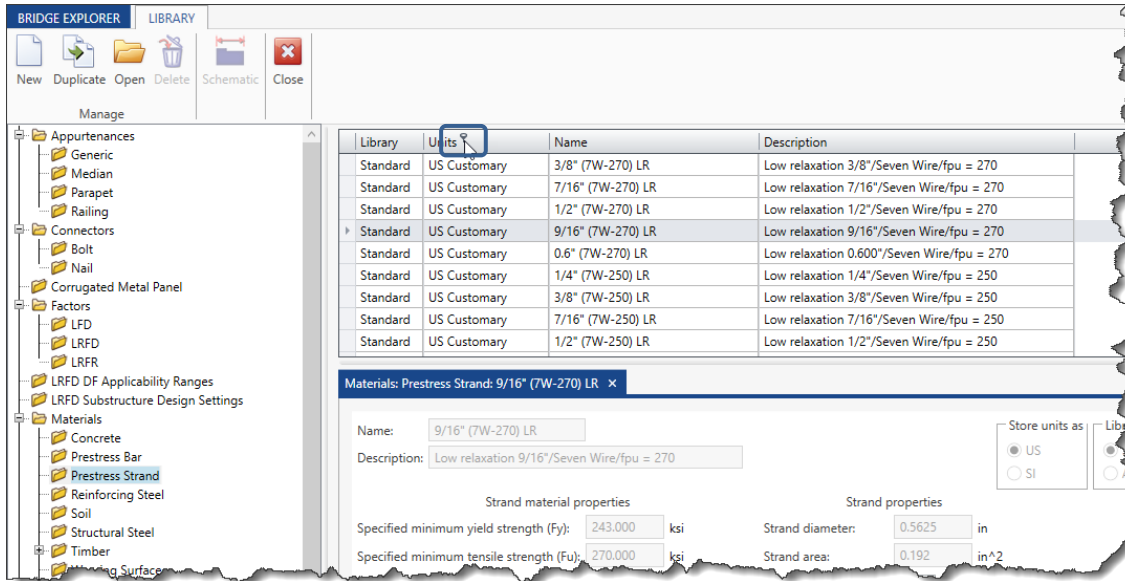 BRIDGE EXPLORER LIBRARY
New Duplicate Open Delete Schematic Close
Manage
Appurtenances
Generic
Median
Parapet
Railing
Connectors
Bolt
Nail
Corrugated Metal Panel
Factors
LFD
LRFD
LRFR
LRFD DF Applicability Ranges
LRFD Substructure Design Settings
Materials
Concrete
Prestress Bar
Prestress Strand
Reinforcing Steel
Soil
Structural Steel
Timber
Library Units Name Description
Standard US Customary 3/8" (7W-270) LR Low relaxation 3/8"/Seven Wire/fpu = 270
Standard US Customary 7/16" (7W-270) LR Low relaxation 7/16"/Seven Wire/fpu = 270
Standard US Customary 1/2" (7W-270) LR Low relaxation 1/2"/Seven Wire/fpu = 270
Standard US Customary 9/16" (7W-270) LR Low relaxation 9/16"/Seven Wire/fpu = 270
Standard US Customary 0.6" (7W-270) LR Low relaxation 0.600"/Seven Wire/fpu = 270
Standard US Customary 1/4" (7W-250) LR Low relaxation 1/4"/Seven Wire/fpu = 250
Standard US Customary 3/8" (7W-250) LR Low relaxation 3/8"/Seven Wire/fpu = 250
Standard US Customary 7/16" (7W-250) LR Low relaxation 7/16"/Seven Wire/fpu = 250
Standard US Customary 1/2" (7W-250) LR Low relaxation 1/2"/Seven Wire/fpu = 250
Materials: Prestress Strand: 9/16" (7W-270) LR ×
Name: 9/16" (7W-270) LR
Description: Low relaxation 9/16"/Seven Wire/fpu = 270
Store units as
US
SI
Strand material properties Strand properties
Specified minimum yield strength (Fy): 243.000 ksi Strand diameter: 0.5625 in
Specified minimum tensile strength (Fu): 270.000 ksi Strand area: 0.192 in^2